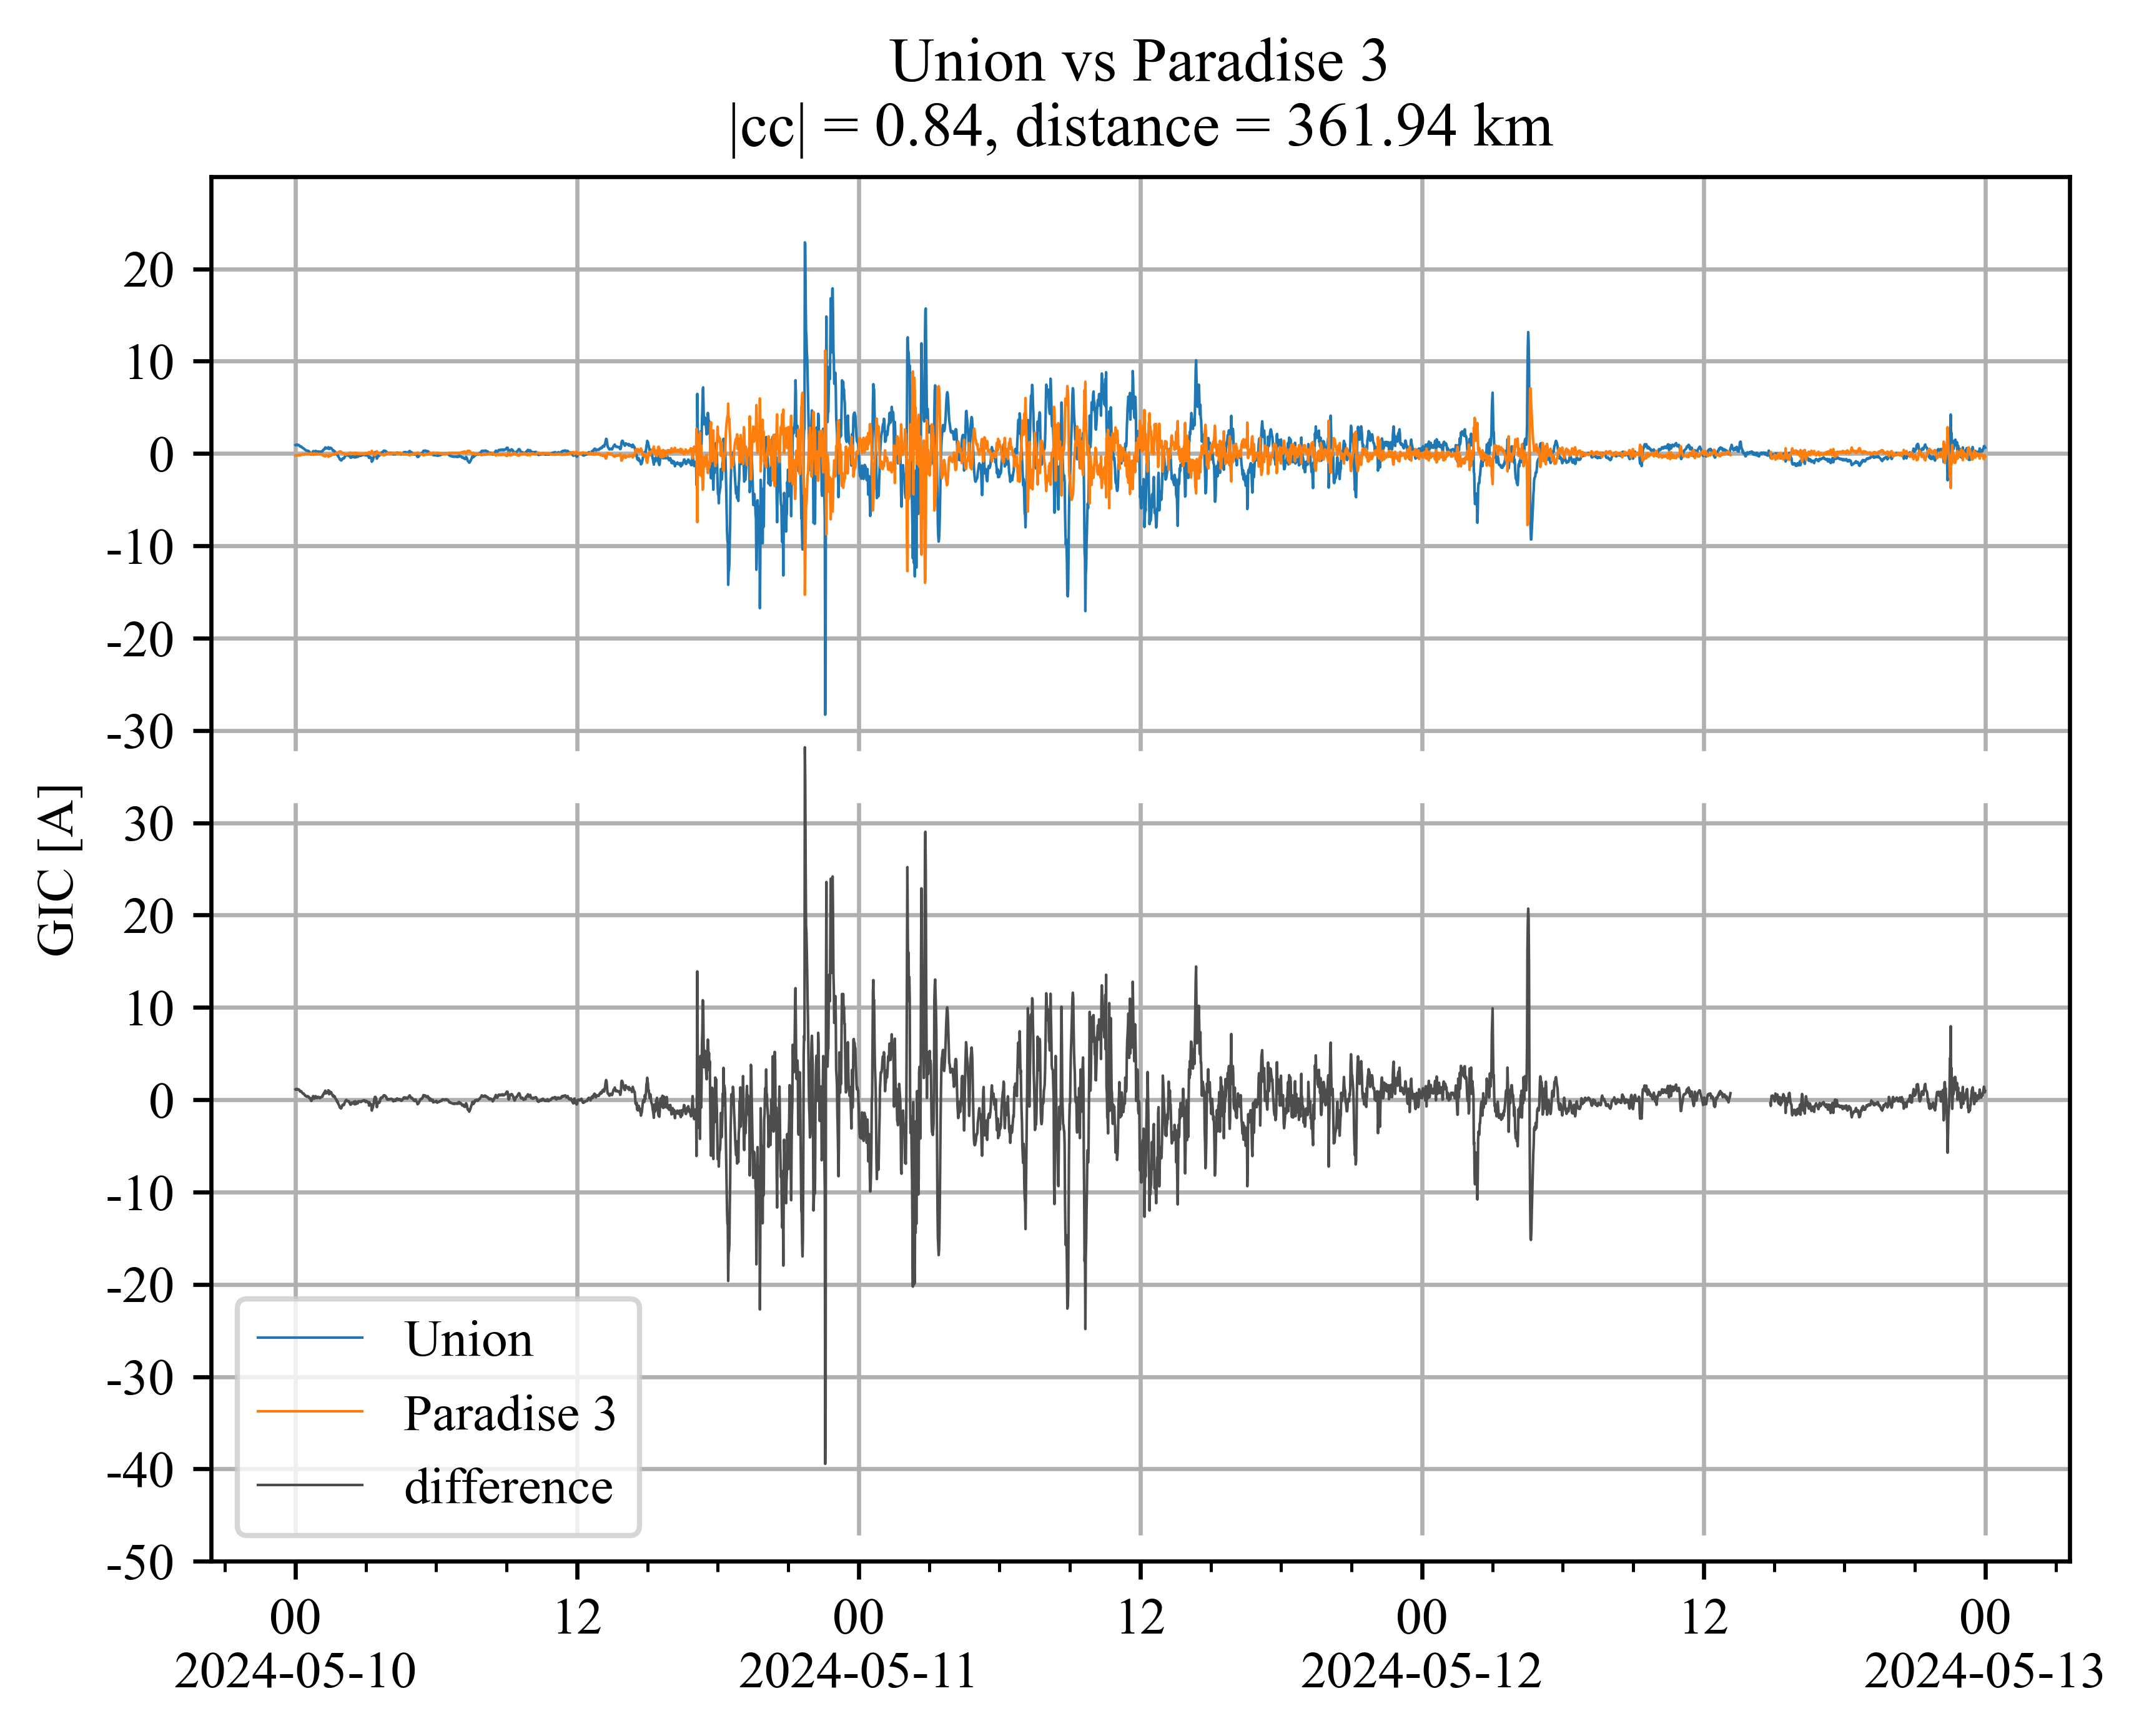 Union vs Paradise 3
|cc| = 0.84, distance = 361.94 km
20
10
0
-10
-20
-30
30
20
10
0
-10
-20
-30
-40
-50
GIC [A]
Union
Paradise 3
difference
00 12 00 12 00 12 00
2024-05-10 2024-05-11 2024-05-12 2024-05-13